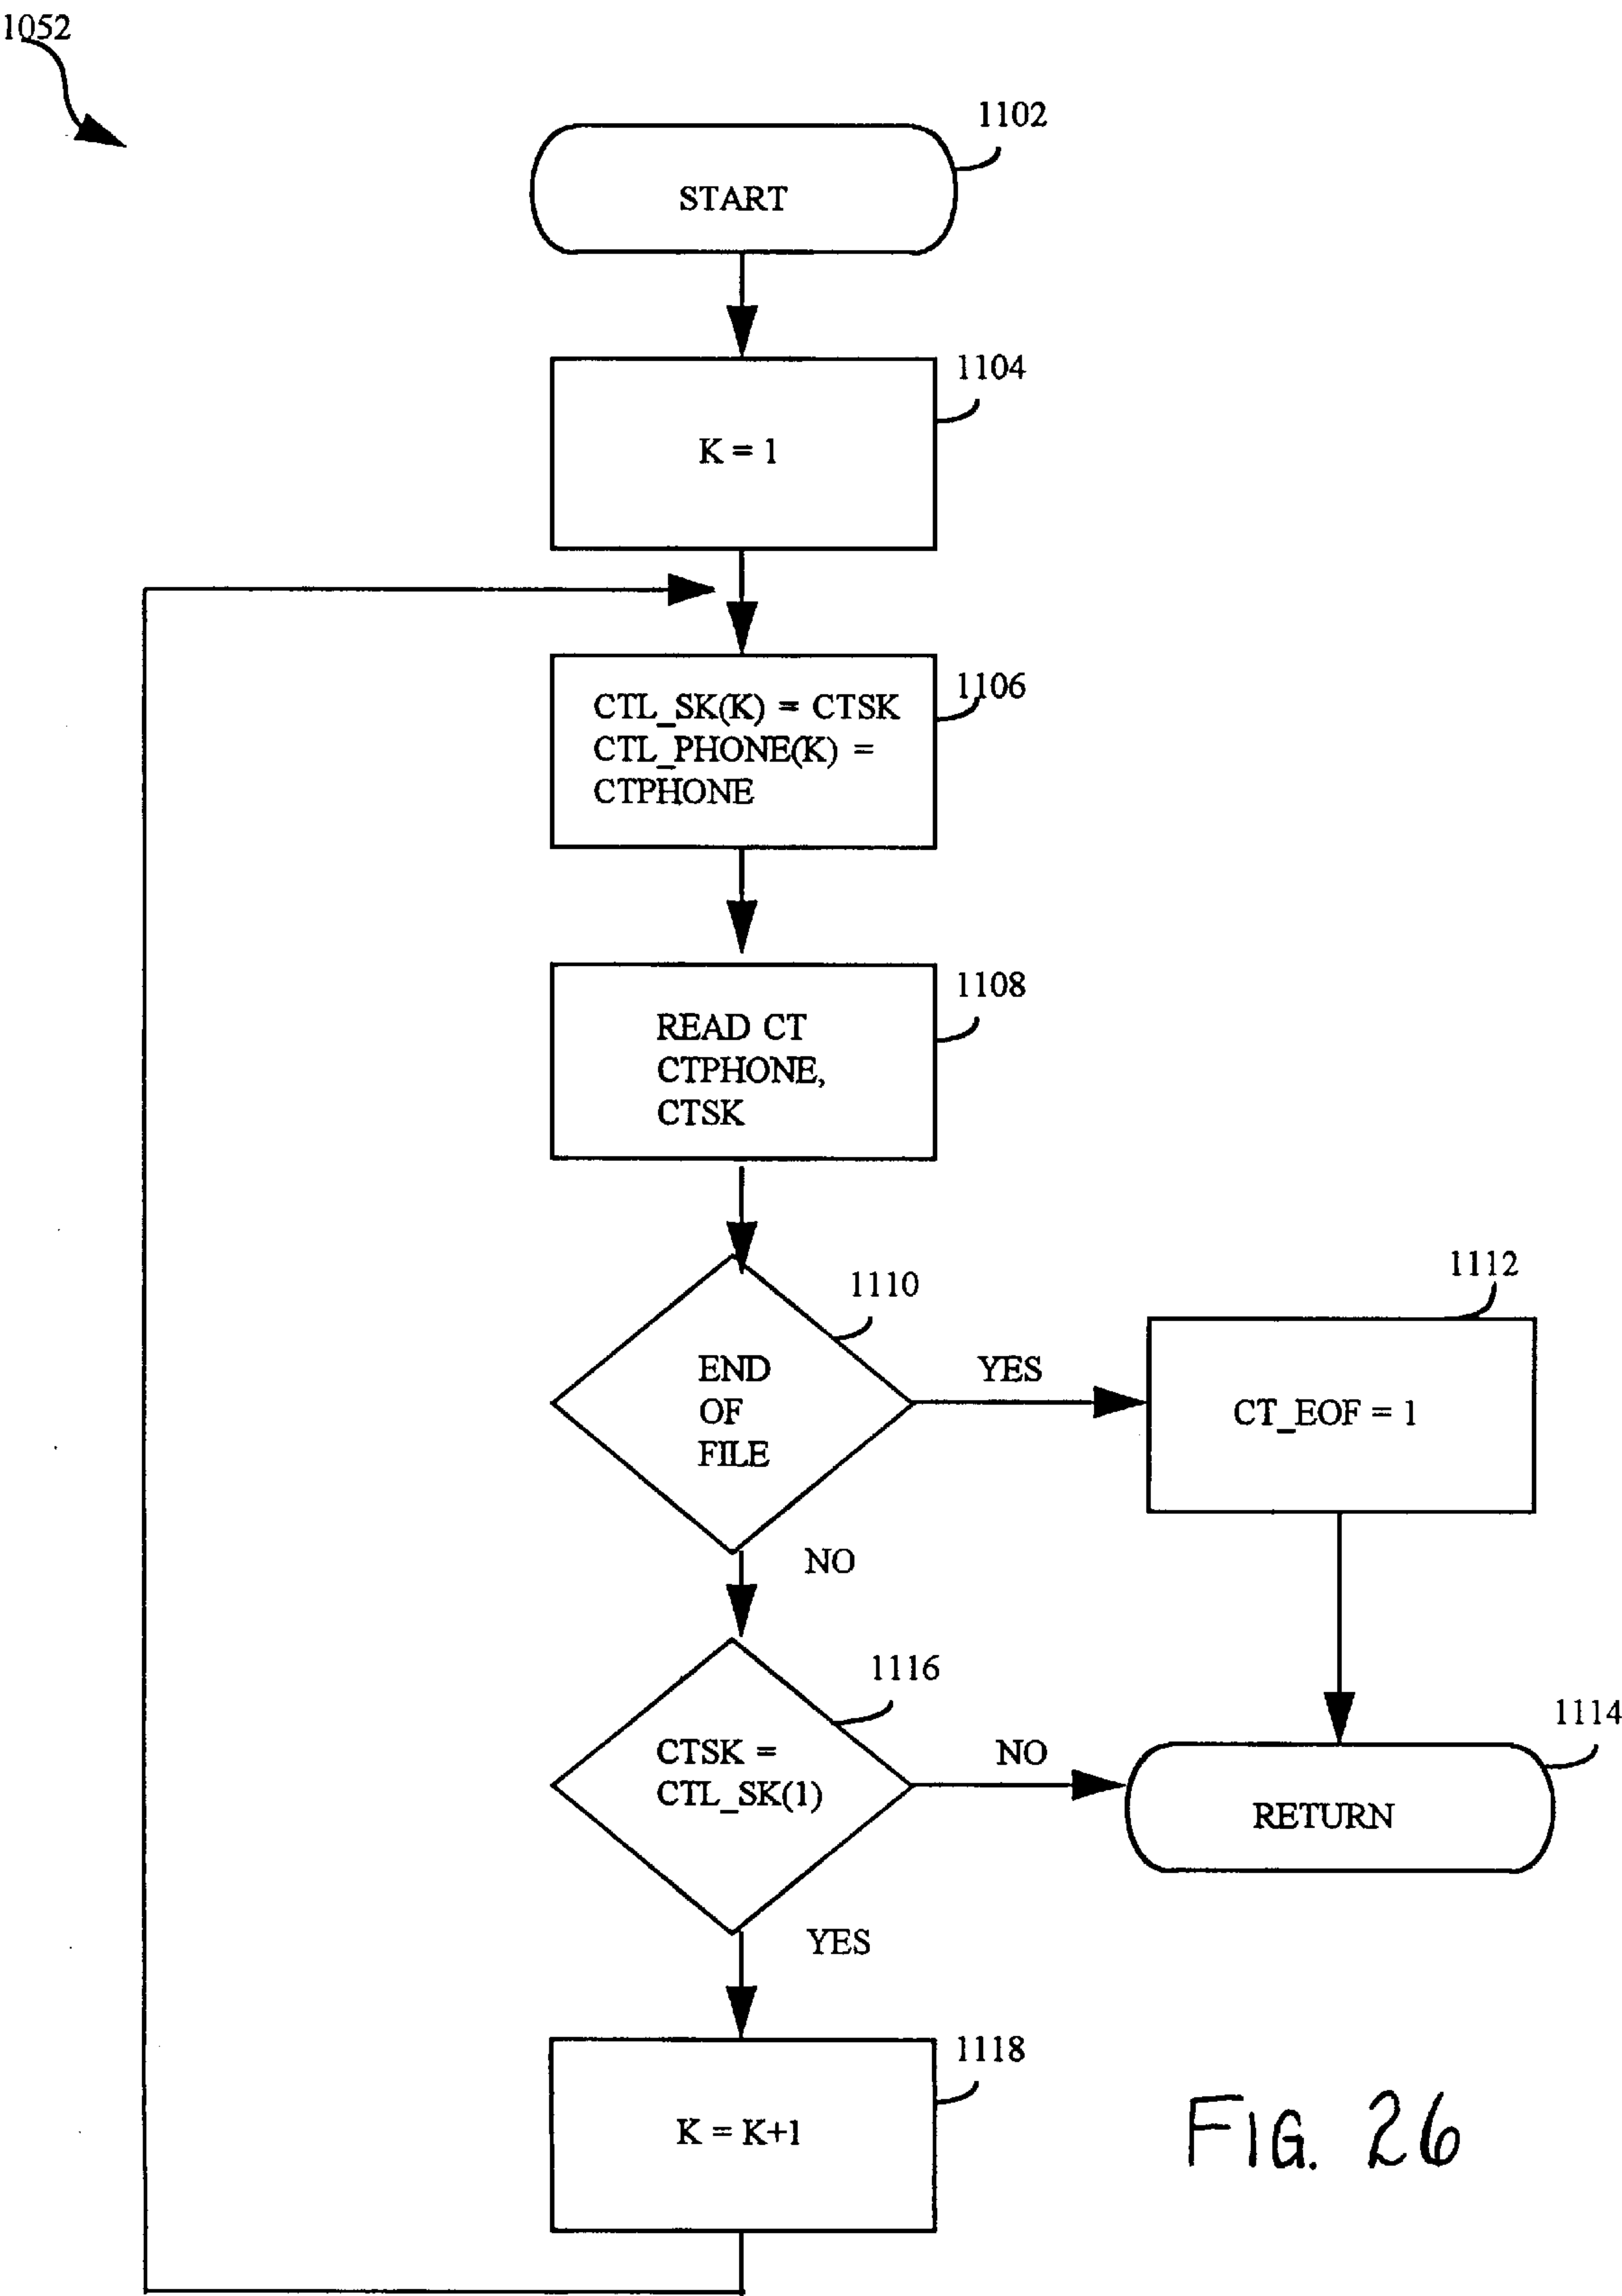 1052
1102
START
1104
K = 1
1106
CTL_SK(K) = CTSK
CTL_PHONE(K) =
CTPHONE
1108
READ CT
CTPHONE,
CTSK
1110
END
OF
FILE
YES
1112
CT_EOF = 1
NO
1116
CTSK =
CTL_SK(1)
NO
1114
RETURN
YES
1118
K = K+1
FIG. 26